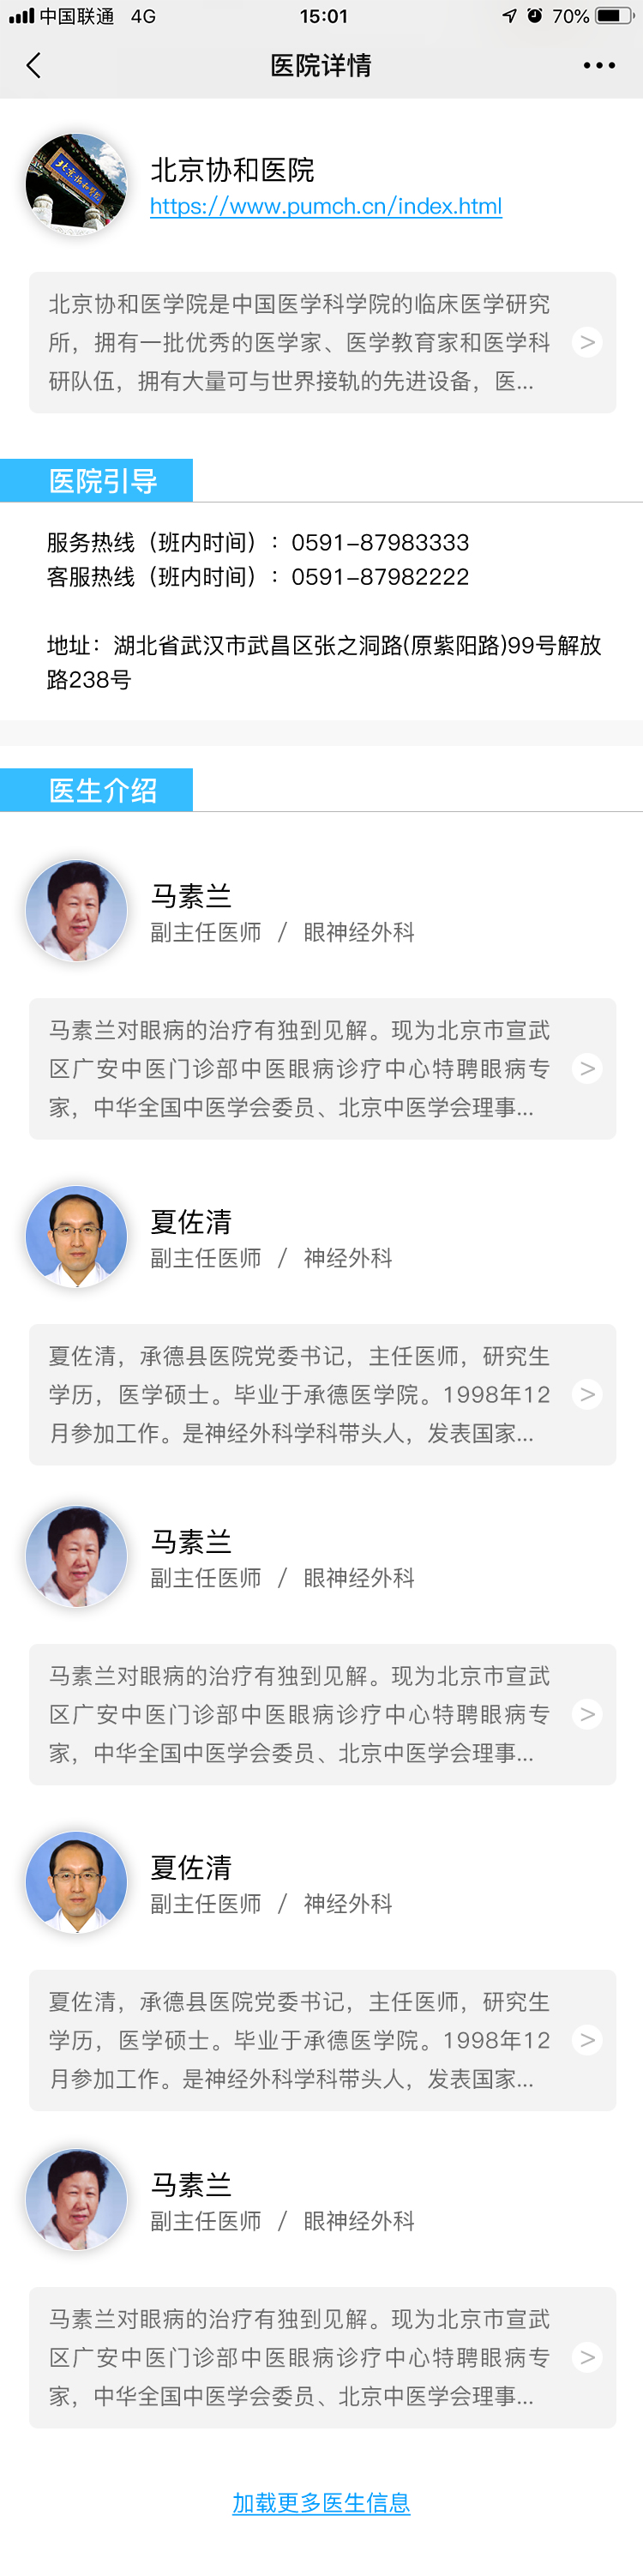 中国联通 4G 15:01 70%
医院详情
北京协和医院
北京协和医院
https://www.pumch.cn/index.html
北京协和医学院是中国医学科学院的临床医学研究
所，拥有一批优秀的医学家、医学教育家和医学科
研队伍，拥有大量可与世界接轨的先进设备，医...
医院引导
服务热线（班内时间）：0591-87983333
客服热线（班内时间）：0591-87982222
地址：湖北省武汉市武昌区张之洞路(原紫阳路)99号解放
路238号
医生介绍
马素兰
副主任医师 / 眼神经外科
马素兰对眼病的治疗有独到见解。现为北京市宣武
区广安中医门诊部中医眼病诊疗中心特聘眼病专
家，中华全国中医学会委员、北京中医学会理事...
夏佐清
副主任医师 / 神经外科
夏佐清，承德县医院党委书记，主任医师，研究生
学历，医学硕士。毕业于承德医学院。1998年12
月参加工作。是神经外科学科带头人，发表国家...
马素兰
副主任医师 / 眼神经外科
马素兰对眼病的治疗有独到见解。现为北京市宣武
区广安中医门诊部中医眼病诊疗中心特聘眼病专
家，中华全国中医学会委员、北京中医学会理事...
夏佐清
副主任医师 / 神经外科
夏佐清，承德县医院党委书记，主任医师，研究生
学历，医学硕士。毕业于承德医学院。1998年12
月参加工作。是神经外科学科带头人，发表国家...
马素兰
副主任医师 / 眼神经外科
马素兰对眼病的治疗有独到见解。现为北京市宣武
区广安中医门诊部中医眼病诊疗中心特聘眼病专
家，中华全国中医学会委员、北京中医学会理事...
加载更多医生信息